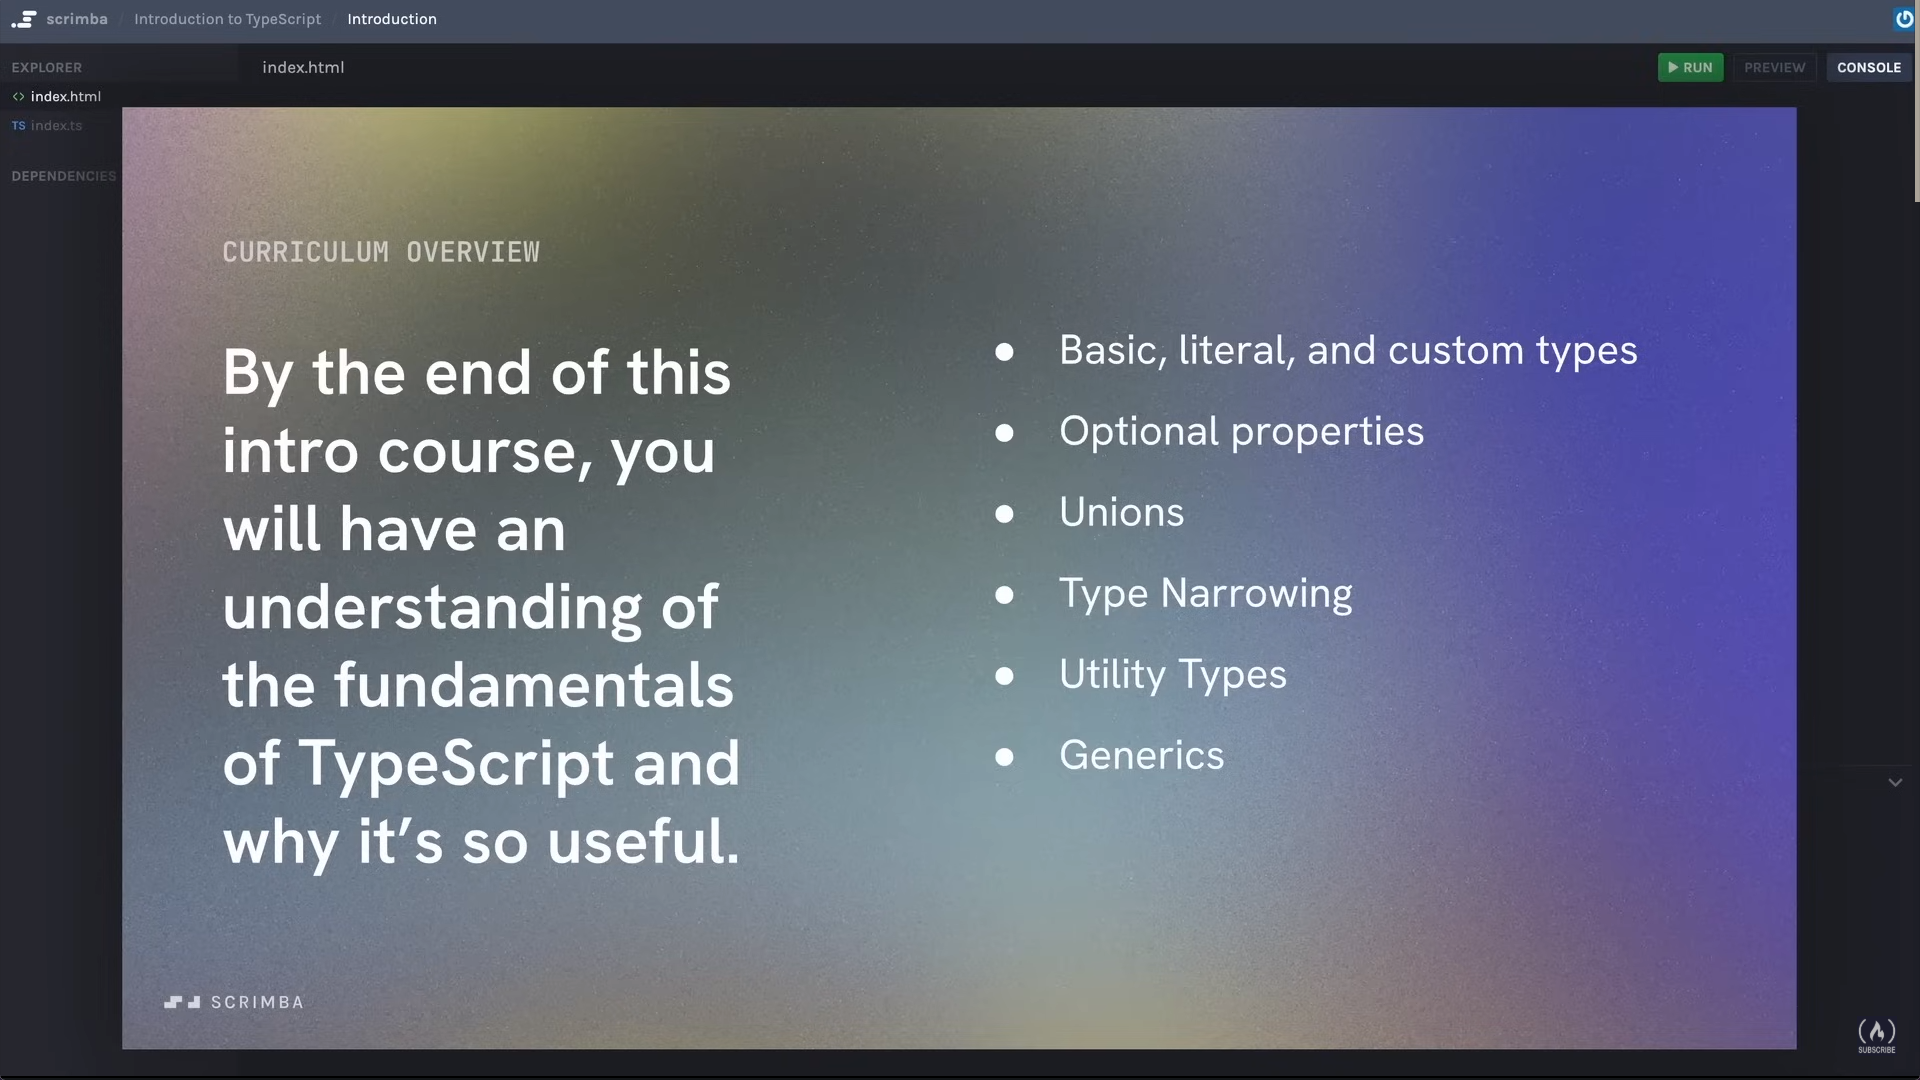 scrimba / Introduction to TypeScript / Introduction
EXPLORER
index.html
RUN
PREVIEW
CONSOLE
<> index.html
TS index.ts
DEPENDENCIES
CURRICULUM OVERVIEW
By the end of this
intro course, you
will have an
understanding of
the fundamentals
of TypeScript and
why it’s so useful.
● Basic, literal, and custom types
● Optional properties
● Unions
● Type Narrowing
● Utility Types
● Generics
SCRIMBA
SUBSCRIBE